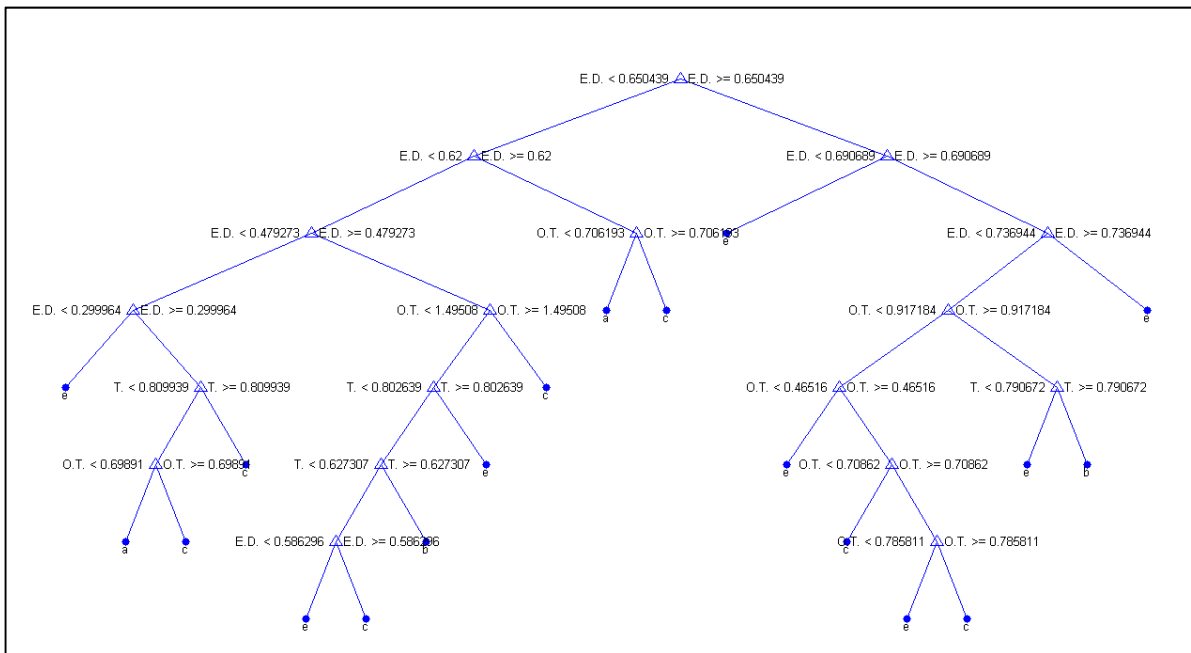 E.D. < 0.650439 E.D. >= 0.650439
E.D. < 0.62 E.D. >= 0.62
E.D. < 0.690689 E.D. >= 0.690689
E.D. < 0.479273 E.D. >= 0.479273
O.T. < 0.706193 O.T. >= 0.706193
e
E.D. < 0.736944 E.D. >= 0.736944
E.D. < 0.299964 E.D. >= 0.299964
O.T. < 1.49508 O.T. >= 1.49508
a
c
O.T. < 0.917184 O.T. >= 0.917184
e
e
T. < 0.809939 T. >= 0.809939
T. < 0.802639 T. >= 0.802639
c
O.T. < 0.46516 O.T. >= 0.46516
T. < 0.790672 T. >= 0.790672
O.T. < 0.69891 O.T. >= 0.69891
c
T. < 0.627307 T. >= 0.627307
e
e
O.T. < 0.70862 O.T. >= 0.70862
e
b
a
c
E.D. < 0.586296 E.D. >= 0.586296
b
c
O.T. < 0.785811 O.T. >= 0.785811
e
c
e
c